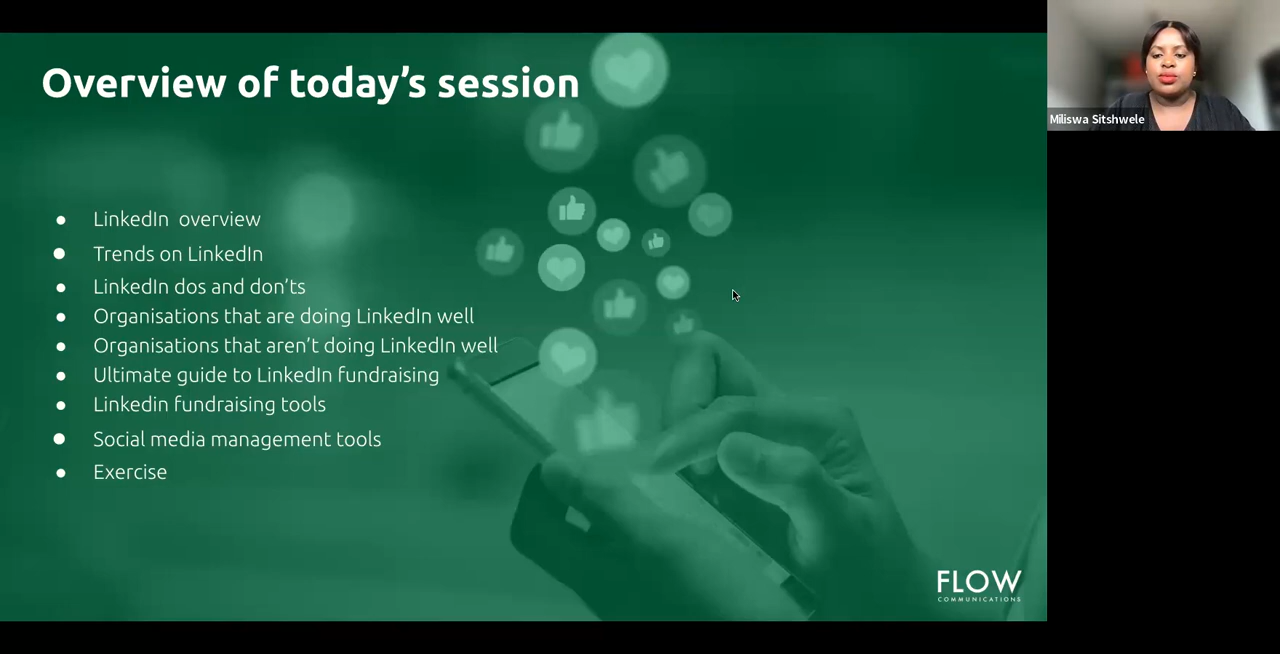 Overview of today's session
LinkedIn  overview
Trends on LinkedIn
LinkedIn dos and don'ts
Organisations that are doing LinkedIn well
Organisations that aren't doing LinkedIn well
Ultimate guide to LinkedIn fundraising
Linkedin fundraising tools
Social media management tools
Exercise
FLOW
COMMUNICATIONS
Miliswa Sitshwele